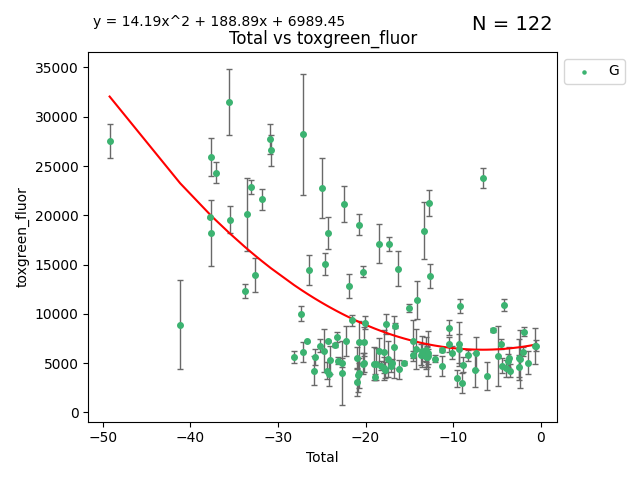 y = 14.19x^2 + 188.89x + 6989.45
N = 122
Total vs toxgreen_fluor
G
toxgreen_fluor
35000
30000
25000
20000
15000
10000
5000
0
−50
−40
−30
−20
−10
0
Total